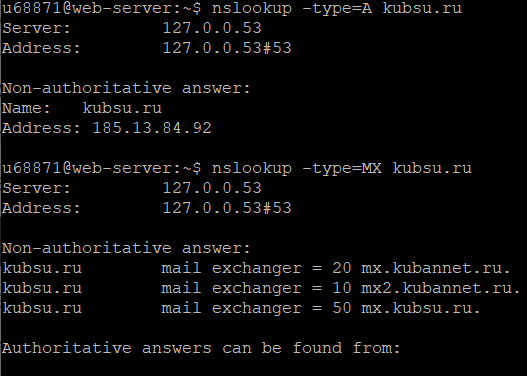 u68871@web-server:~$ nslookup -type=A kubsu.ru
Server: 127.0.0.53
Address: 127.0.0.53#53
Non-authoritative answer:
Name: kubsu.ru
Address: 185.13.84.92
u68871@web-server:~$ nslookup -type=MX kubsu.ru
Server: 127.0.0.53
Address: 127.0.0.53#53
Non-authoritative answer:
kubsu.ru mail exchanger = 20 mx.kubannet.ru.
kubsu.ru mail exchanger = 10 mx2.kubannet.ru.
kubsu.ru mail exchanger = 50 mx.kubsu.ru.
Authoritative answers can be found from: